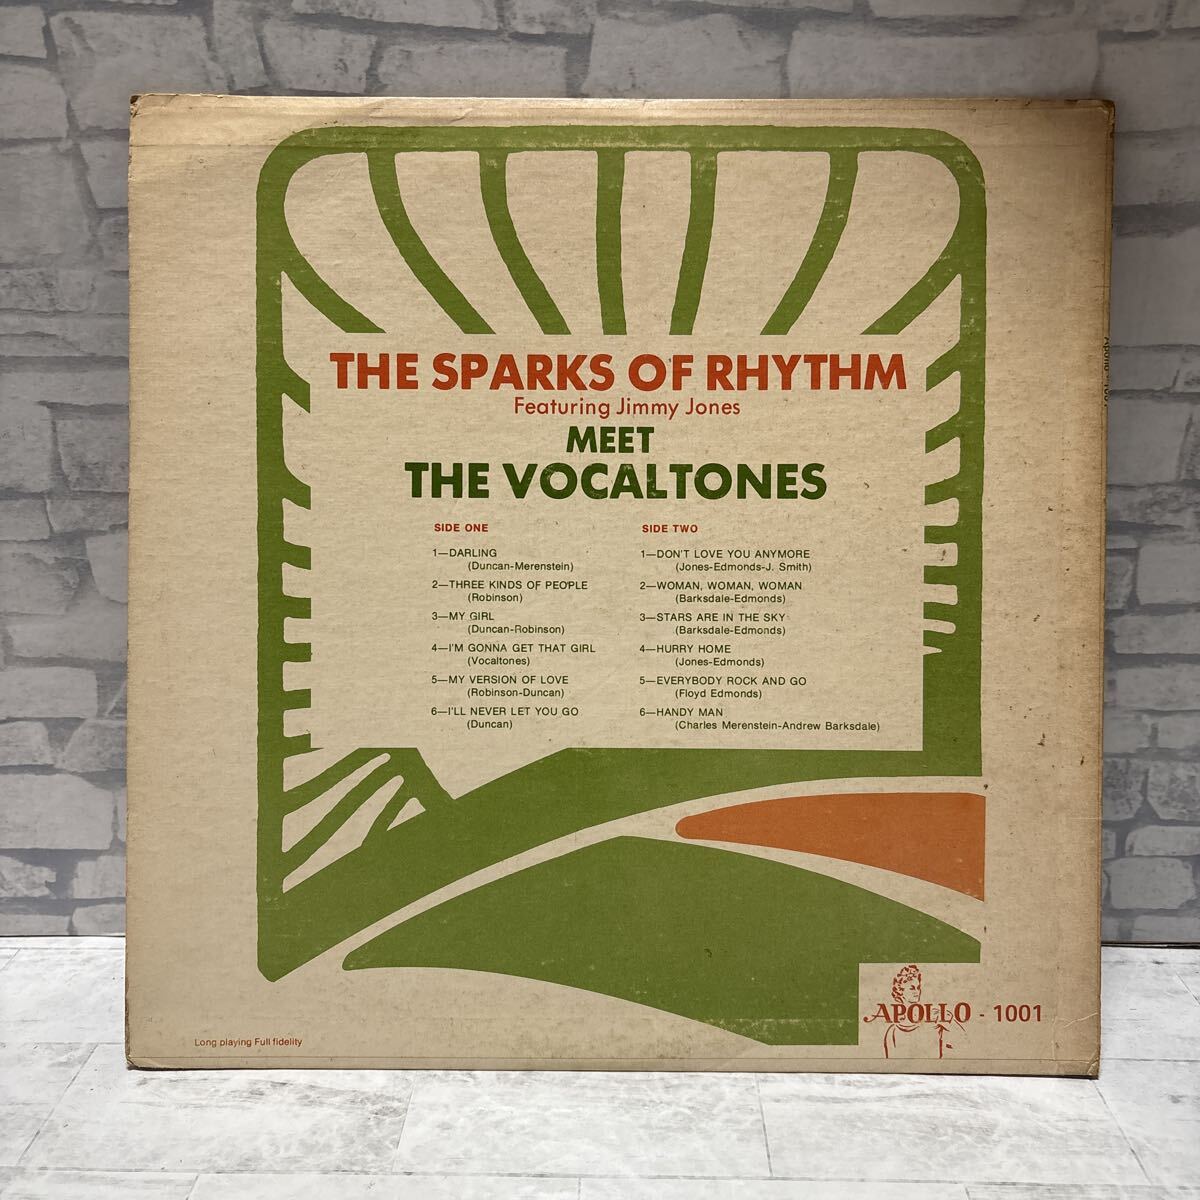 THE SPARKS OF RHYTHM
Featuring Jimmy Jones
MEET
THE VOCALTONES
SIDE ONE
1—DARLING
(Duncan-Merenstein)
2—THREE KINDS OF PEOPLE
(Robinson)
3—MY GIRL
(Duncan-Robinson)
4—I'M GONNA GET THAT GIRL
(Vocaltones)
5—MY VERSION OF LOVE
(Robinson-Duncan)
6—I'LL NEVER LET YOU GO
(Duncan)
SIDE TWO
1—DON'T LOVE YOU ANYMORE
(Jones-Edmonds-J. Smith)
2—WOMAN, WOMAN, WOMAN
(Barksdale-Edmonds)
3—STARS ARE IN THE SKY
(Barksdale-Edmonds)
4—HURRY HOME
(Jones-Edmonds)
5—EVERYBODY ROCK AND GO
(Floyd Edmonds)
6—HANDY MAN
(Charles Merenstein-Andrew Barksdale)
APOLLO - 1001
Long playing Full fidelity